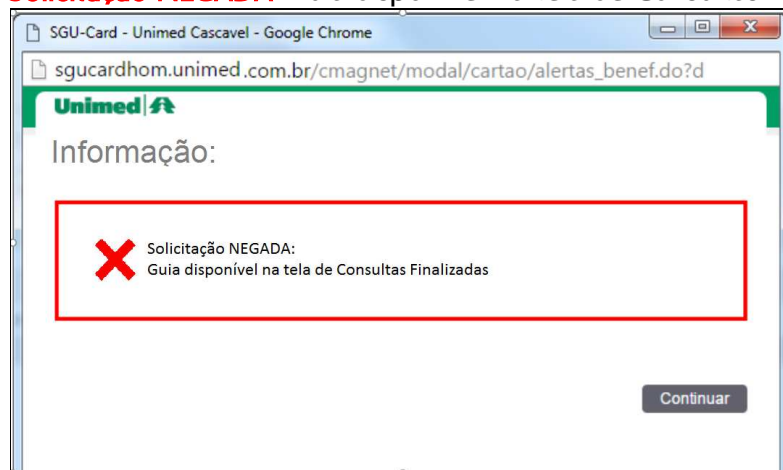 SGU-Card - Unimed Cascavel - Google Chrome
sgucardhom.unimed.com.br/cmagnet/modal/cartao/alertas_benef.do?d
Unimed
Informação:
Solicitação NEGADA:
Guia disponível na tela de Consultas Finalizadas
Continuar